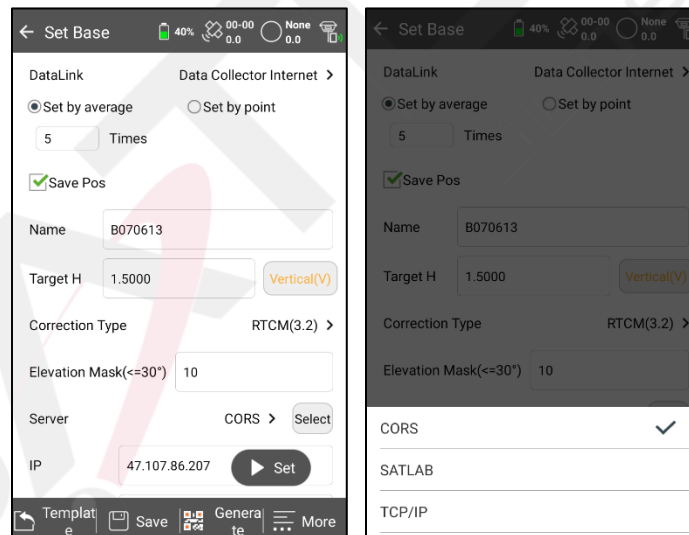 Set Base 40% 00-00 0.0 None 0.0
DataLink Data Collector Internet >
Set by average Set by point
5 Times
Save Pos
Name B070613
Target H 1.5000 Vertical(V)
Correction Type RTCM(3.2) >
Elevation Mask(<=30°) 10
Server CORS > Select
IP 47.107.86.207 Set
Template Save Generate More
Set Base 40% 00-00 0.0 None 0.0
DataLink Data Collector Internet >
Set by average Set by point
5 Times
Save Pos
Name B070613
Target H 1.5000 Vertical(V)
Correction Type RTCM(3.2) >
Elevation Mask(<=30°) 10
CORS
SATLAB
TCP/IP